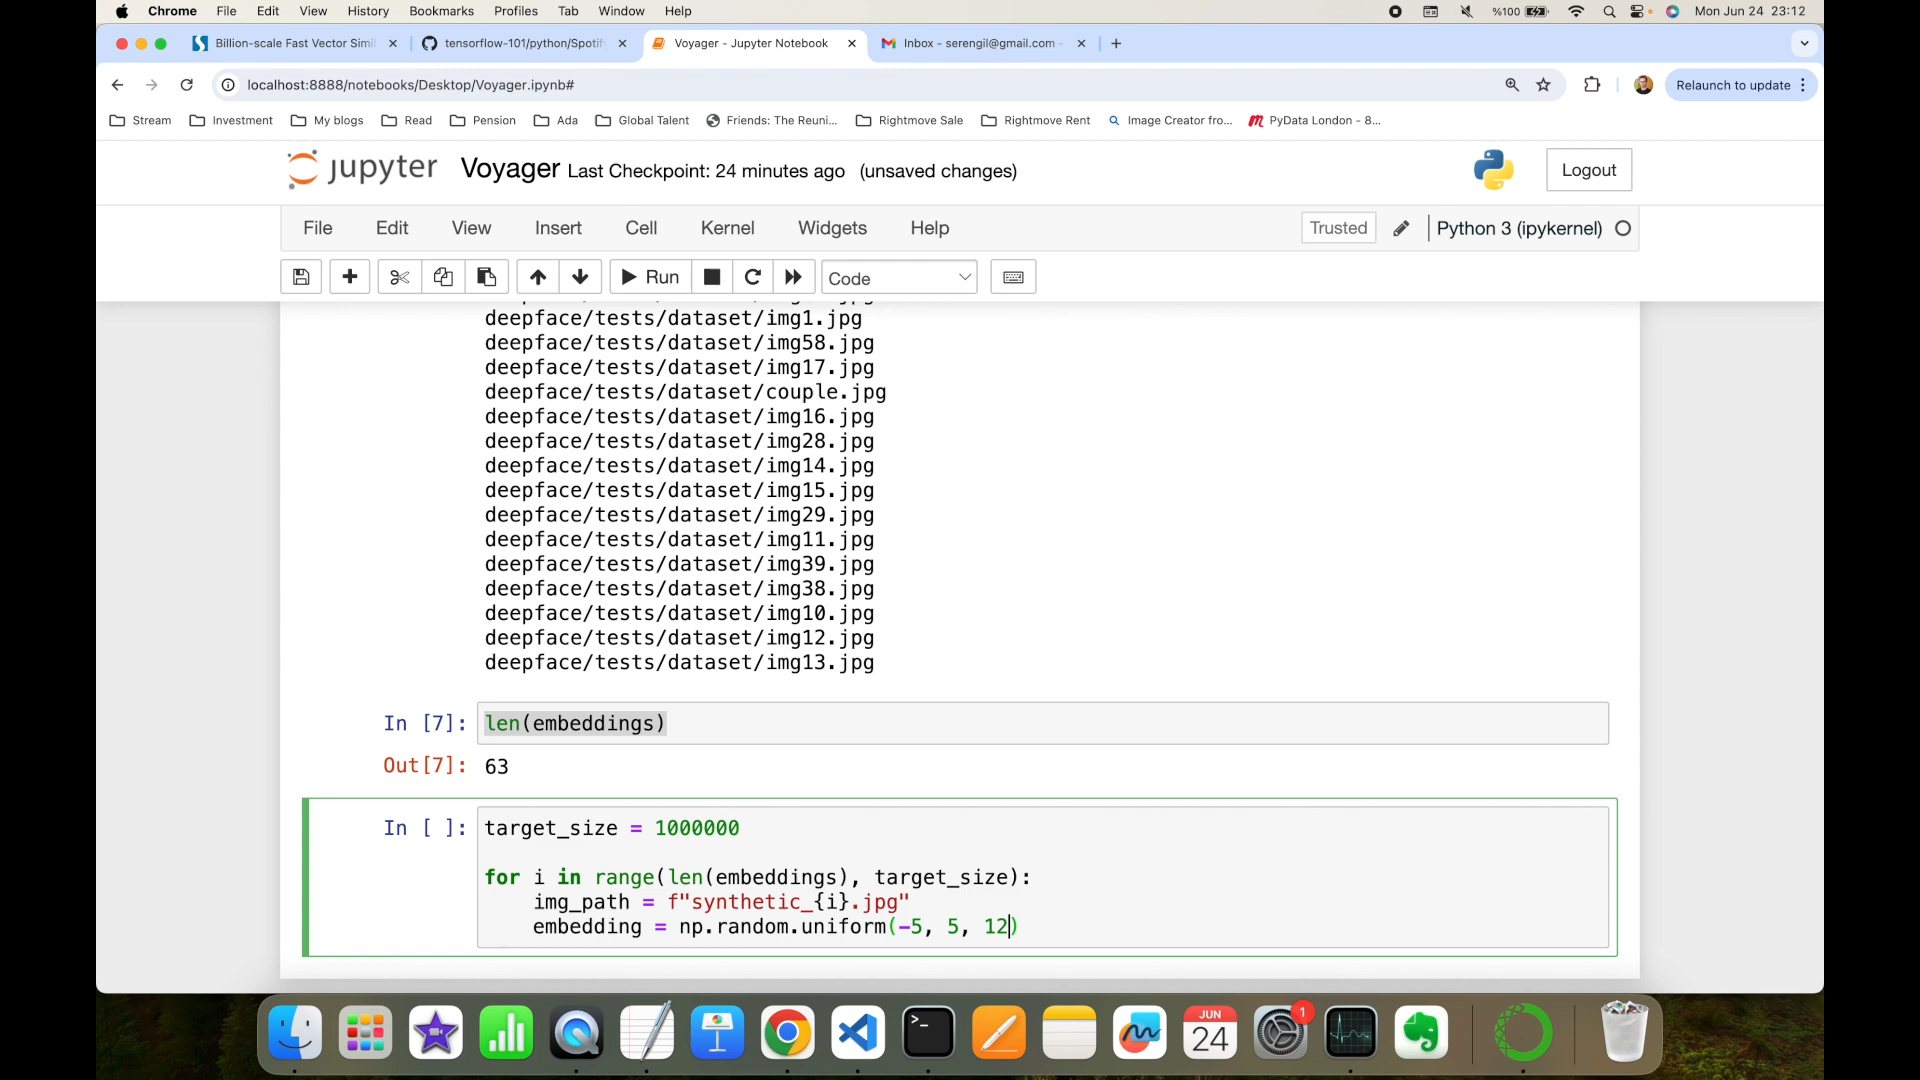 Chrome File Edit View History Bookmarks Profiles Tab Window Help %100 Mon Jun 24 23:12
Billion-scale Fast Vector Simil tensorflow-101/python/Spotify Voyager - Jupyter Notebook Inbox - serengil@gmail.com -
localhost:8888/notebooks/Desktop/Voyager.ipynb# Relaunch to update
Stream Investment My blogs Read Pension Ada Global Talent Friends: The Reuni... Rightmove Sale Rightmove Rent Image Creator fro... PyData London - 8...
jupyter Voyager Last Checkpoint: 24 minutes ago (unsaved changes) Logout
File Edit View Insert Cell Kernel Widgets Help Trusted Python 3 (ipykernel)
Run Code
deepface/tests/dataset/img1.jpg
deepface/tests/dataset/img58.jpg
deepface/tests/dataset/img17.jpg
deepface/tests/dataset/couple.jpg
deepface/tests/dataset/img16.jpg
deepface/tests/dataset/img28.jpg
deepface/tests/dataset/img14.jpg
deepface/tests/dataset/img15.jpg
deepface/tests/dataset/img29.jpg
deepface/tests/dataset/img11.jpg
deepface/tests/dataset/img39.jpg
deepface/tests/dataset/img38.jpg
deepface/tests/dataset/img10.jpg
deepface/tests/dataset/img12.jpg
deepface/tests/dataset/img13.jpg
In [7]: len(embeddings)
Out[7]: 63
In [ ]: target_size = 1000000
for i in range(len(embeddings), target_size):
img_path = f"synthetic_{i}.jpg"
embedding = np.random.uniform(-5, 5, 12)
JUN
24
1